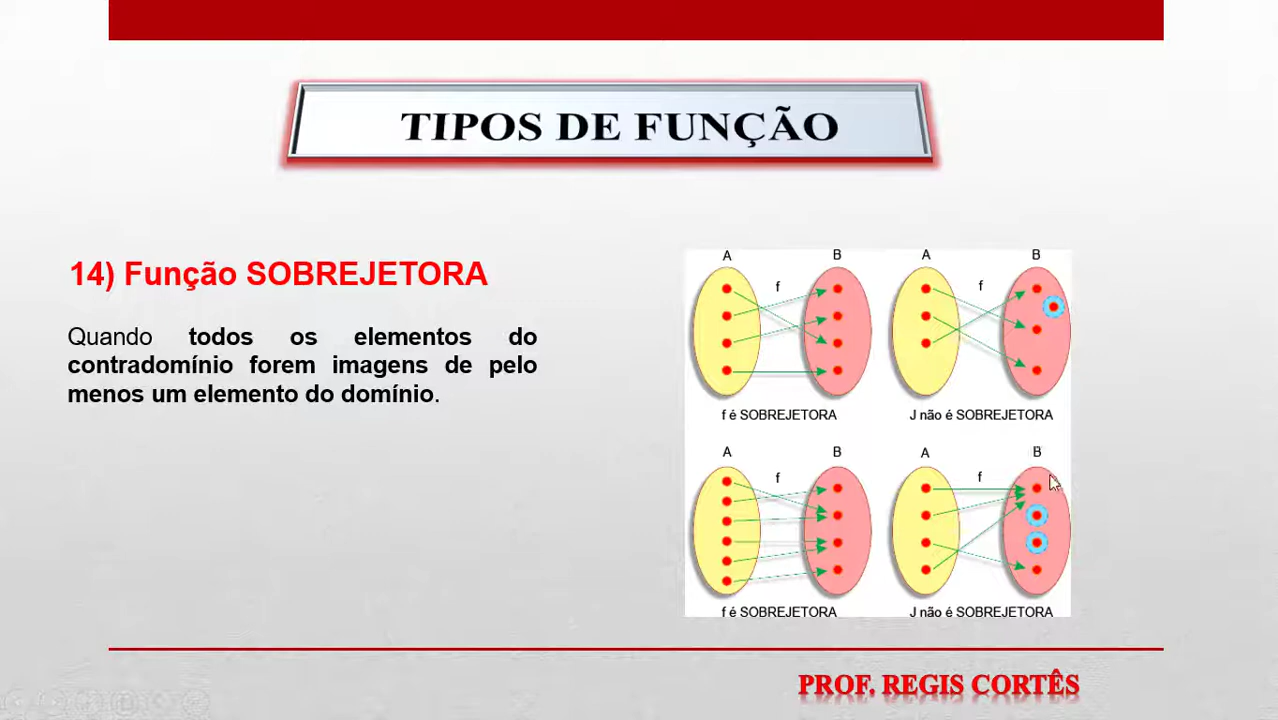 TIPOS DE FUNÇÃO
14) Função SOBREJETORA
Quando todos os elementos do
contradomínio forem imagens de pelo
menos um elemento do domínio.
A B A B
f f
f é SOBREJETORA J não é SOBREJETORA
A B A B
f f
f é SOBREJETORA J não é SOBREJETORA
PROF. REGIS CORTÊS